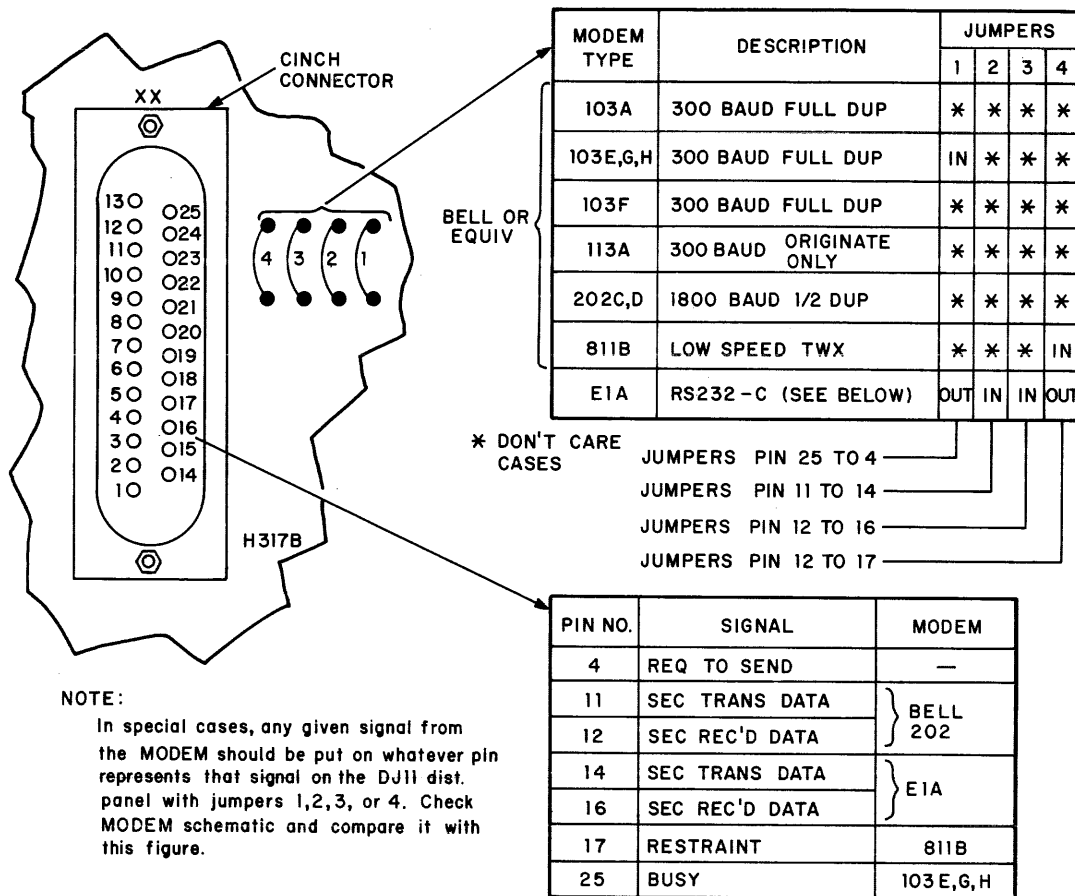 CINCH
CONNECTOR
XX
13 25
12 24
11 23
10 22
9 21
8 20
7 19
6 18
5 17
4 16
3 15
2 14
1
4 3 2 1
H317B
MODEM TYPE DESCRIPTION JUMPERS
1 2 3 4
BELL OR
EQUIV
103A 300 BAUD FULL DUP * * * *
103E,G,H 300 BAUD FULL DUP IN * * *
103F 300 BAUD FULL DUP * * * *
113A 300 BAUD ORIGINATE ONLY * * * *
202C,D 1800 BAUD 1/2 DUP * * * *
811B LOW SPEED TWX * * * IN
E1A RS232-C (SEE BELOW) OUT IN IN OUT
* DON'T CARE
CASES
JUMPERS PIN 25 TO 4
JUMPERS PIN 11 TO 14
JUMPERS PIN 12 TO 16
JUMPERS PIN 12 TO 17
PIN NO. SIGNAL MODEM
4 REQ TO SEND —
11 SEC TRANS DATA
12 SEC REC'D DATA
BELL
202
14 SEC TRANS DATA
16 SEC REC'D DATA
E1A
17 RESTRAINT 811B
25 BUSY 103E,G,H
NOTE:
In special cases, any given signal from
the MODEM should be put on whatever pin
represents that signal on the DJ11 dist.
panel with jumpers 1,2,3, or 4. Check
MODEM schematic and compare it with
this figure.